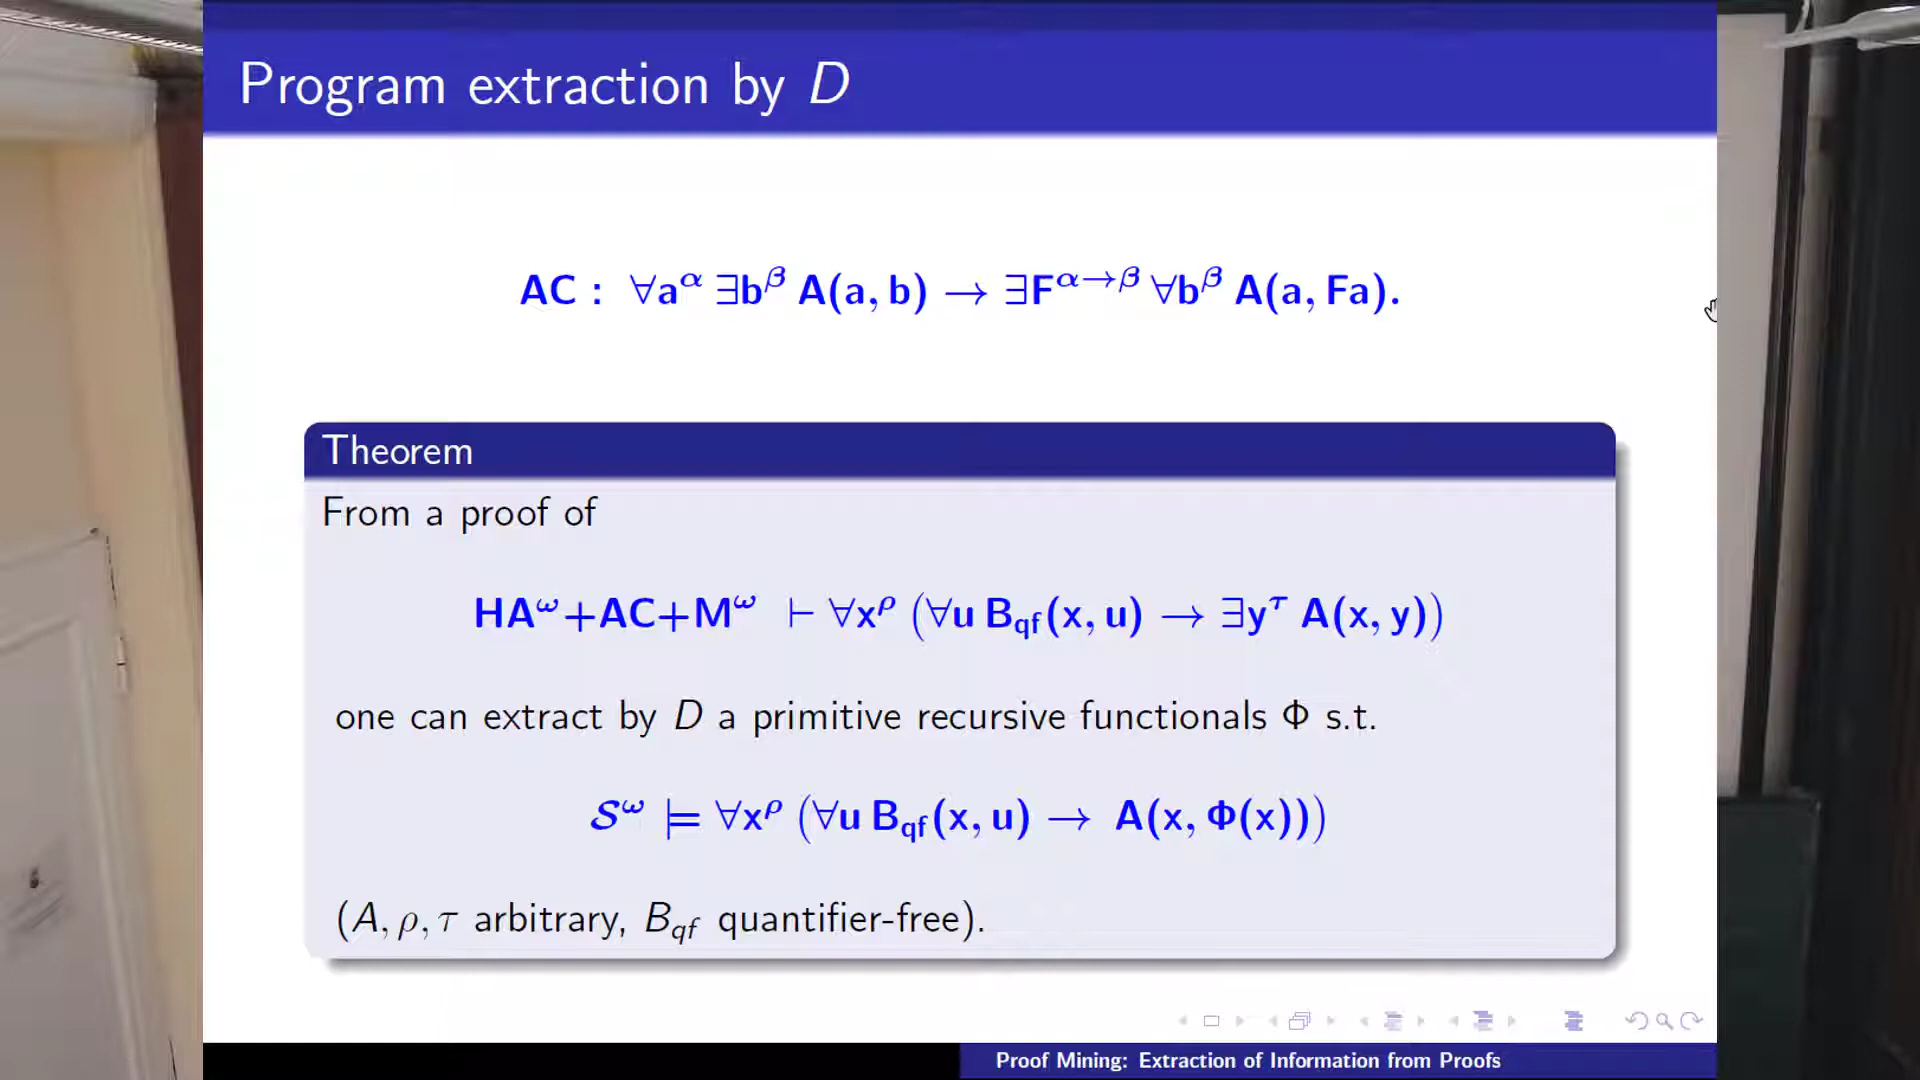 Program extraction by D
AC : ∀a^α ∃b^β A(a, b) → ∃F^{α→β} ∀b^β A(a, Fa).
Theorem
From a proof of
HA^ω+AC+M^ω ⊢ ∀x^ρ (∀u B_qf(x, u) → ∃y^τ A(x, y))
one can extract by D a primitive recursive functionals Φ s.t.
𝒮^ω ⊨ ∀x^ρ (∀u B_qf(x, u) → A(x, Φ(x)))
(A, ρ, τ arbitrary, B_qf quantifier-free).
Proof Mining: Extraction of Information from Proofs